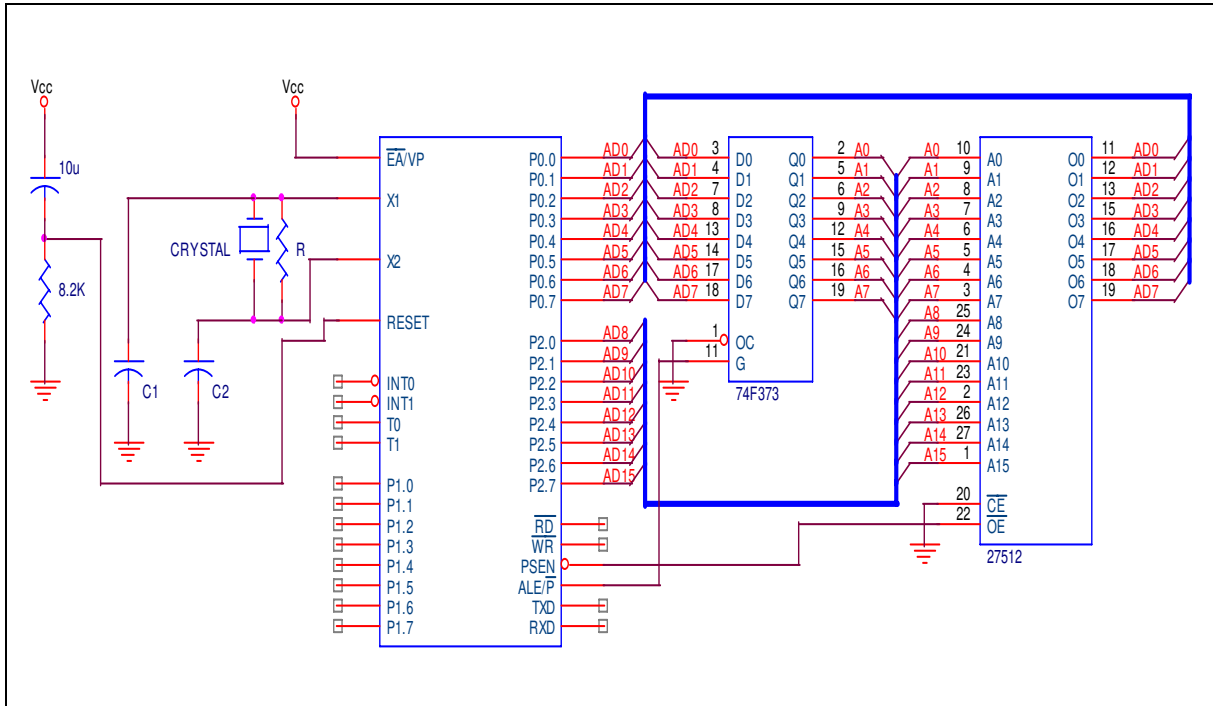 Vcc
10u
8.2K
Vcc
CRYSTAL
R
C1
C2
EA/VP
X1
X2
RESET
INT0
INT1
T0
T1
P1.0
P1.1
P1.2
P1.3
P1.4
P1.5
P1.6
P1.7
P0.0 AD0
P0.1 AD1
P0.2 AD2
P0.3 AD3
P0.4 AD4
P0.5 AD5
P0.6 AD6
P0.7 AD7
P2.0 AD8
P2.1 AD9
P2.2 AD10
P2.3 AD11
P2.4 AD12
P2.5 AD13
P2.6 AD14
P2.7 AD15
RD
WR
PSEN
ALE/P
TXD
RXD
AD0 3 D0 Q0 2 A0
AD1 4 D1 Q1 5 A1
AD2 7 D2 Q2 6 A2
AD3 8 D3 Q3 9 A3
AD4 13 D4 Q4 12 A4
AD5 14 D5 Q5 15 A5
AD6 17 D6 Q6 16 A6
AD7 18 D7 Q7 19 A7
1 OC
11 G
74F373
A0 10 A0 O0 11 AD0
A1 9 A1 O1 12 AD1
A2 8 A2 O2 13 AD2
A3 7 A3 O3 15 AD3
A4 6 A4 O4 16 AD4
A5 5 A5 O5 17 AD5
A6 4 A6 O6 18 AD6
A7 3 A7 O7 19 AD7
A8 25 A8
A9 24 A9
A10 21 A10
A11 23 A11
A12 2 A12
A13 26 A13
A14 27 A14
A15 1 A15
20 CE
22 OE
27512